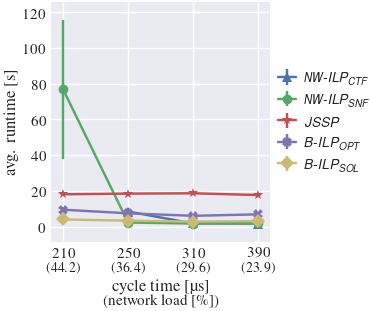 120
100
80
60
40
20
0
avg. runtime [s]
210 250 310 390
(44.2) (36.4) (29.6) (23.9)
cycle time [µs]
(network load [%])
NW-ILP_CTF
NW-ILP_SNF
JSSP
B-ILP_OPT
B-ILP_SOL